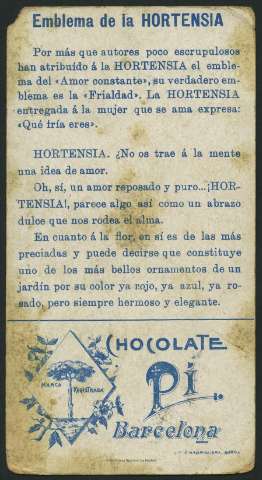 Emblema de la HORTENSIA
Por más que autores poco escrupulosos
han atribuído á la HORTENSIA el emble-
ma del «Amor constante», su verdadero em-
blema es la «Frialdad». La HORTENSIA
entregada á la mujer que se ama expresa:
«Qué fría eres».
HORTENSIA. ¿No os trae á la mente
una idea de amor.
Oh, sí, un amor reposado y puro...¡HOR-
TENSIA!, parece algo así como un abrazo
dulce que nos rodea el alma.
En cuanto á la flor, en sí es de las más
preciadas y puede decirse que constituye
uno de los más bellos ornamentos de un
jardín por su color ya rojo, ya azul, ya ro-
sado, pero siempre hermoso y elegante.
CHOCOLATE
MARCA REGISTRADA
PÍ
Barcelona